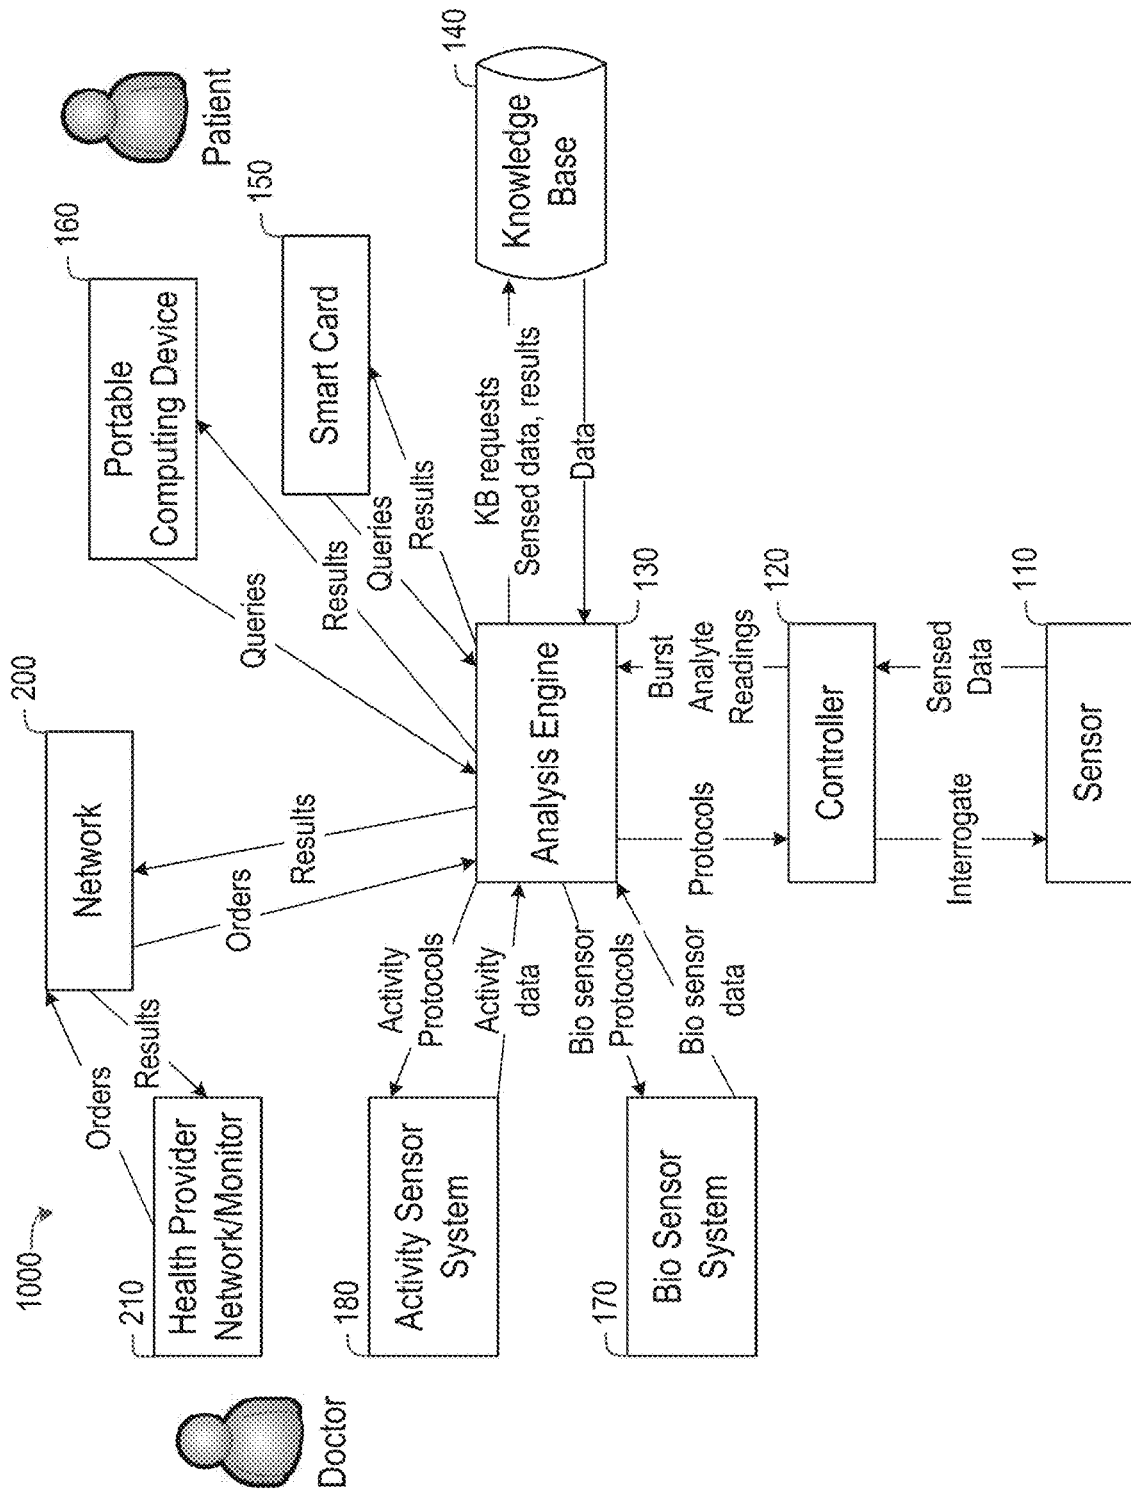 1000
Doctor
210
Health Provider
Network/Monitor
Orders
Results
200
Network
Orders
Results
160
Portable
Computing Device
Queries
Results
Patient
150
Smart Card
Queries
Results
180
Activity Sensor
System
Activity
Protocols
Activity
data
170
Bio Sensor
System
Bio sensor
Protocols
Bio sensor
data
Analysis Engine
130
KB requests
Sensed data, results
Data
140
Knowledge
Base
Protocols
Burst
Analyte
Readings
120
Controller
Interrogate
Sensed
Data
110
Sensor